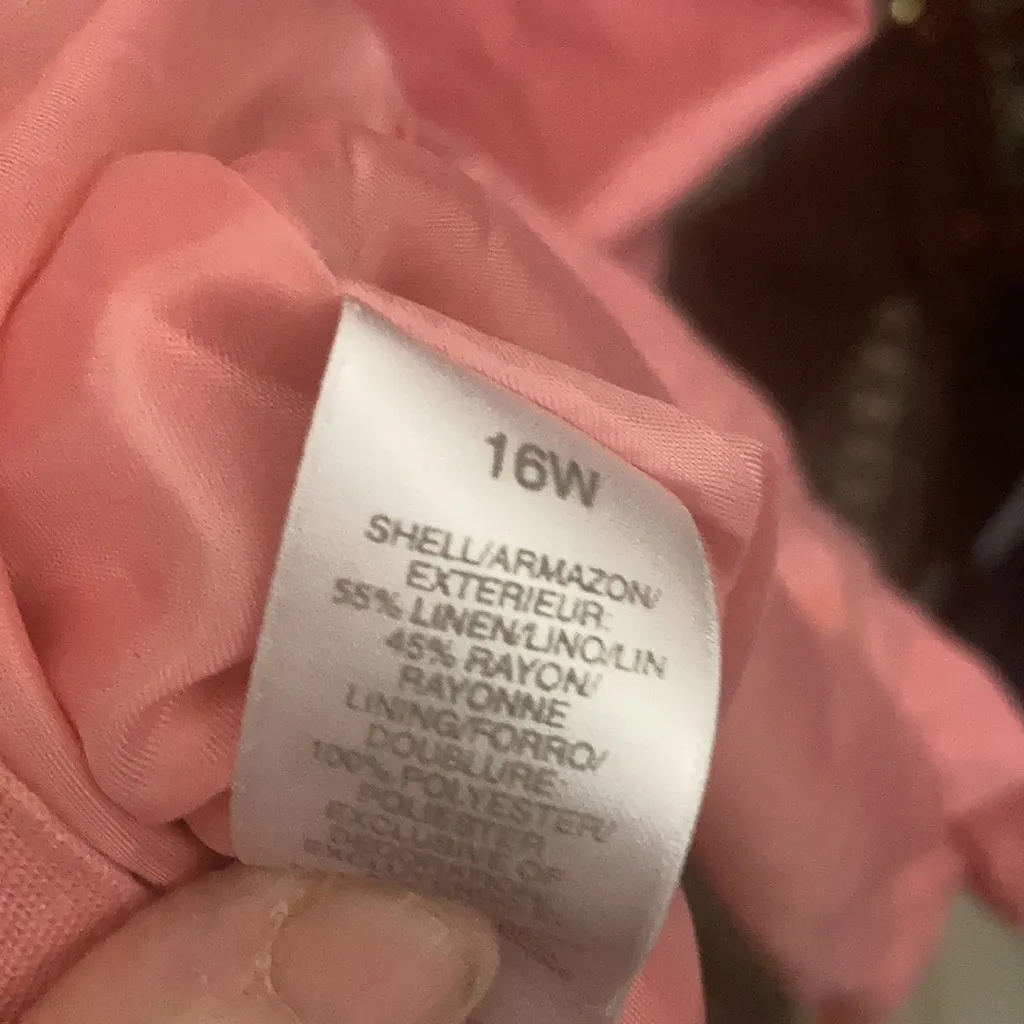 16W
SHELL/ARMAZON/
EXTERIEUR:
55% LINEN/LINO/LIN
45% RAYON/
RAYONNE
LINING/FORRO/
DOUBLURE:
100% POLYESTER/
POLIESTER
EXCLUSIVE OF
DECORATION